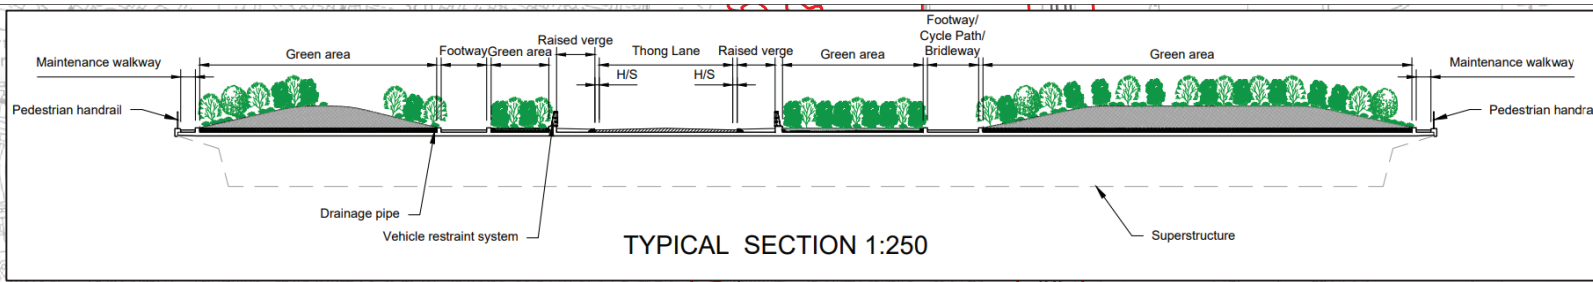 Footway/
Cycle Path/
Bridleway
Maintenance walkway
Green area
Footway
Green area
Raised verge
Thong Lane
Raised verge
Green area
Green area
Maintenance walkway
H/S
H/S
Pedestrian handrail
Pedestrian handra
Drainage pipe
Vehicle restraint system
Superstructure
TYPICAL SECTION 1:250